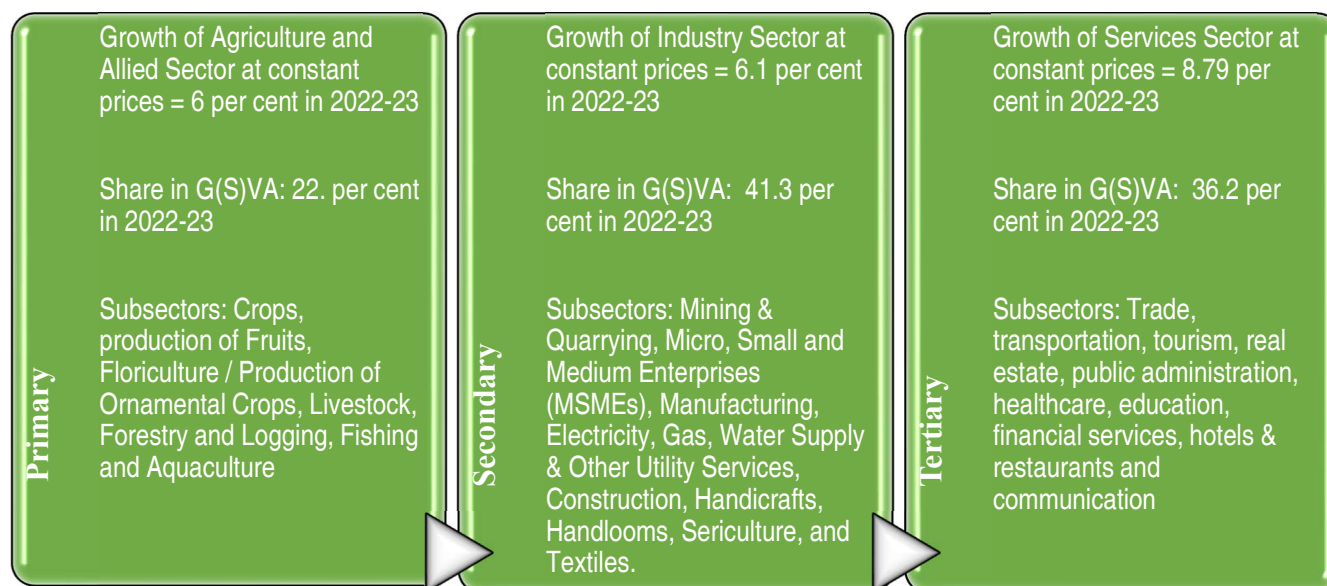 Primary
Growth of Agriculture and
Allied Sector at constant
prices = 6 per cent in 2022-23
Share in G(S)VA: 22. per cent
in 2022-23
Subsectors: Crops,
production of Fruits,
Floriculture / Production of
Ornamental Crops, Livestock,
Forestry and Logging, Fishing
and Aquaculture
Secondary
Growth of Industry Sector at
constant prices = 6.1 per cent
in 2022-23
Share in G(S)VA:  41.3 per
cent in 2022-23
Subsectors: Mining &
Quarrying, Micro, Small and
Medium Enterprises
(MSMEs), Manufacturing,
Electricity, Gas, Water Supply
& Other Utility Services,
Construction, Handicrafts,
Handlooms, Sericulture, and
Textiles.
Tertiary
Growth of Services Sector at
constant prices = 8.79 per
cent in 2022-23
Share in G(S)VA:  36.2 per
cent in 2022-23
Subsectors: Trade,
transportation, tourism, real
estate, public administration,
healthcare, education,
financial services, hotels &
restaurants and
communication